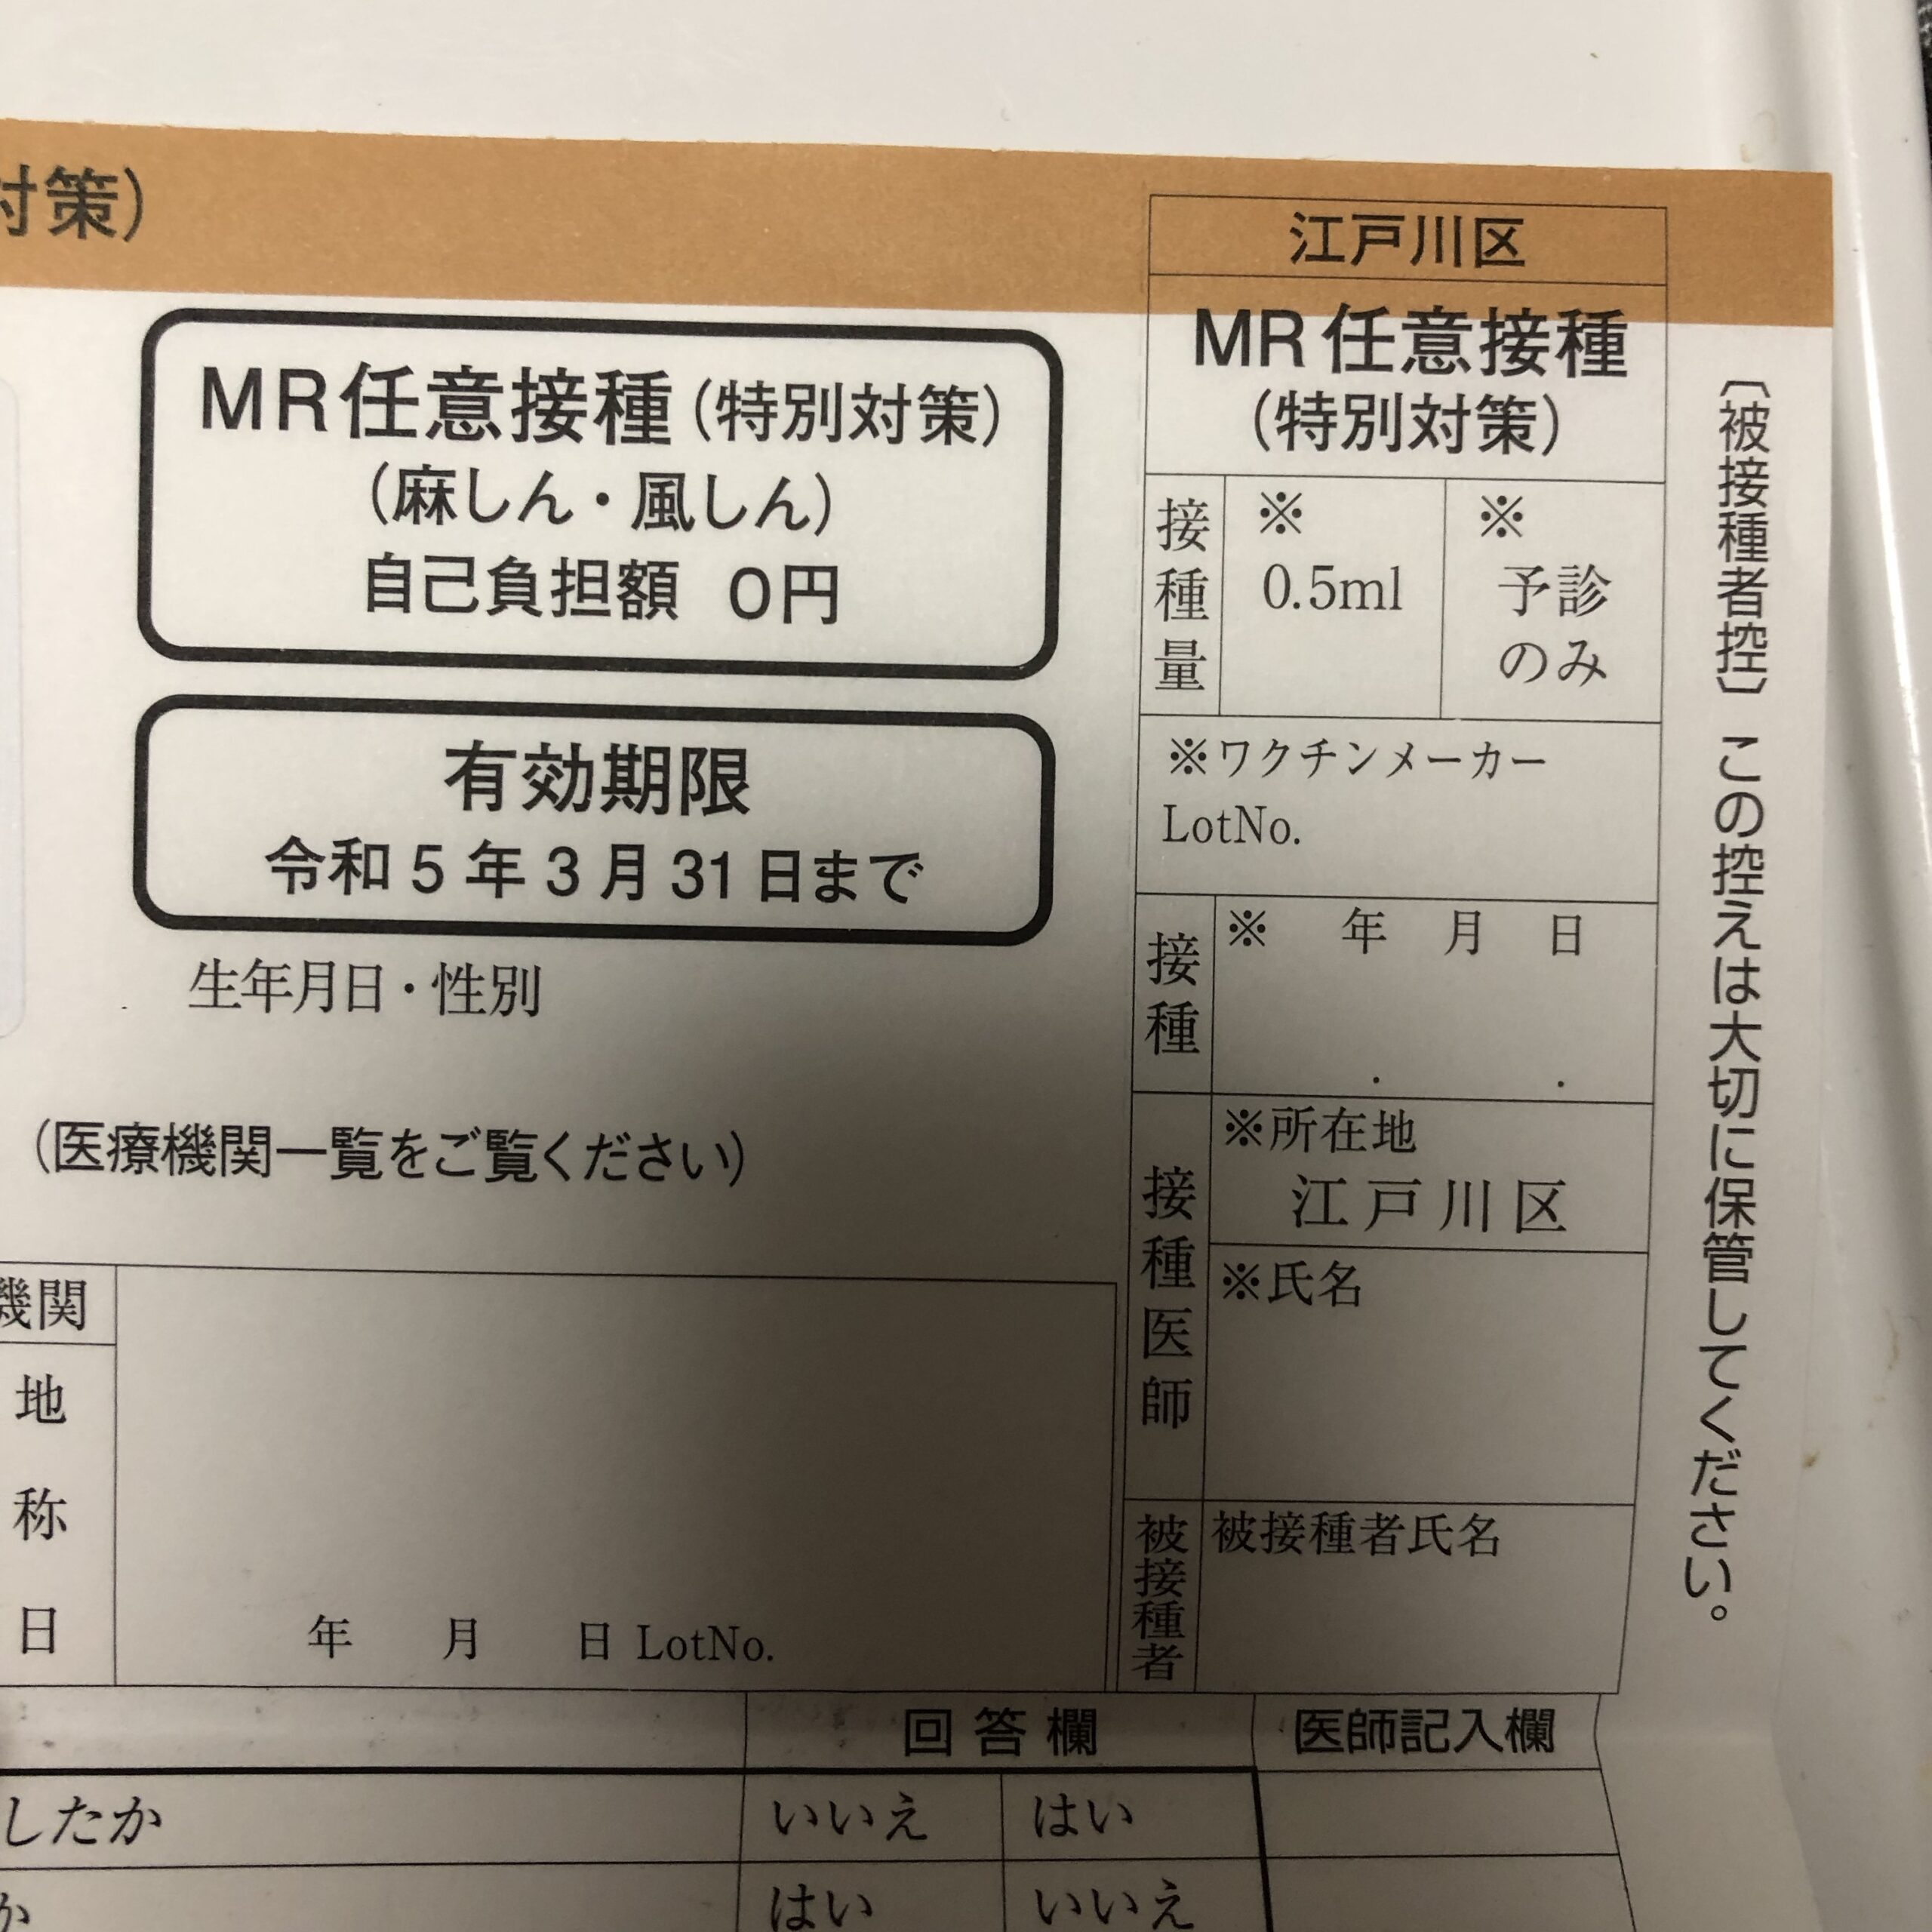 対策)
MR任意接種(特別対策)
(麻しん・風しん)
自己負担額 0円
有効期限
令和5年3月31日まで
生年月日・性別
(医療機関一覧をご覧ください)
機関
地
称
日
年 月 日 LotNo.
江戸川区
MR任意接種
(特別対策)
接種量
※
0.5ml
※
予診
のみ
※ワクチンメーカー
LotNo.
接種
※ 年 月 日
. .
接種医師
※所在地
江戸川区
※氏名
被接種者
被接種者氏名
〔被接種者控〕 この控えは大切に保管してください。
回答欄 医師記入欄
したか いいえ はい
か はい いいえ